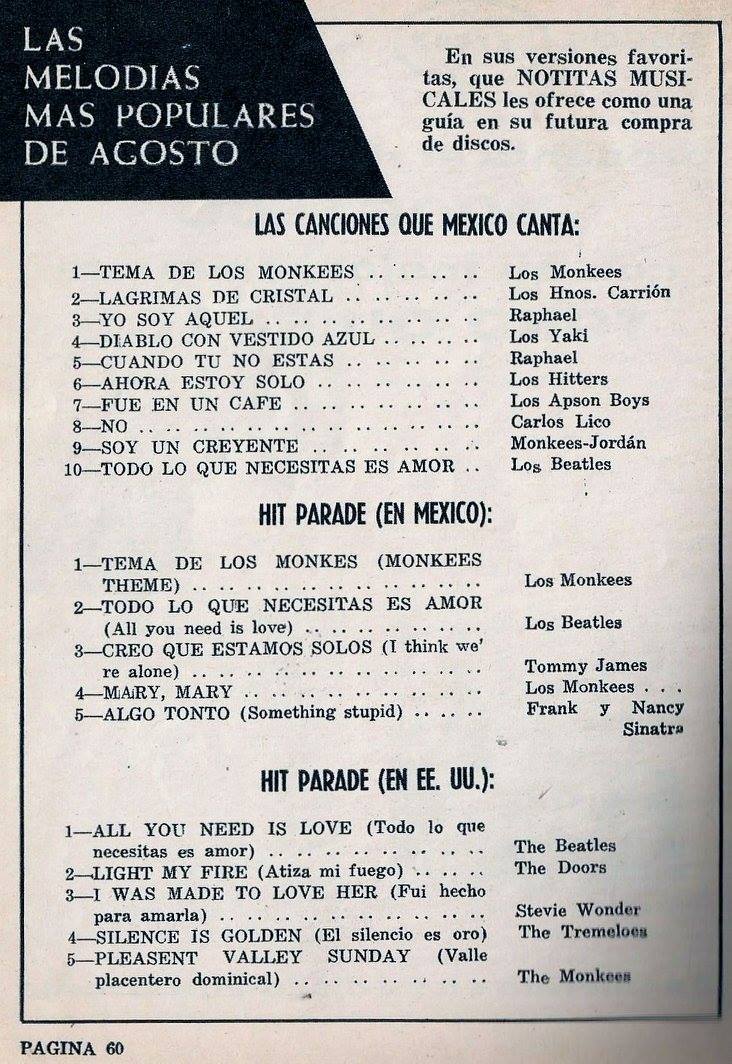 LAS
MELODIAS
MAS POPULARES
DE AGOSTO
En sus versiones favori-
tas, que NOTITAS MUSI-
CALES les ofrece como una
guía en su futura compra
de discos.
LAS CANCIONES QUE MEXICO CANTA:
1—TEMA DE LOS MONKEES .. .. .. .. Los Monkees
2—LAGRIMAS DE CRISTAL .. .. .. .. .. Los Hnos. Carrión
3—YO SOY AQUEL .. .. .. .. .. .. .. .. Raphael
4—DIABLO CON VESTIDO AZUL .. .. .. .. Los Yaki
5—CUANDO TU NO ESTAS .. .. .. .. .. Raphael
6—AHORA ESTOY SOLO .. .. .. .. .. .. Los Hitters
7—FUE EN UN CAFE .. .. .. .. .. .. .. Los Apson Boys
8—NO .. .. .. .. .. .. .. .. .. .. .. .. Carlos Lico
9—SOY UN CREYENTE .. .. .. .. .. .. Monkees-Jordán
10—TODO LO QUE NECESITAS ES AMOR .. Los Beatles
HIT PARADE (EN MEXICO):
1—TEMA DE LOS MONKES (MONKEES
THEME) .. .. .. .. .. .. .. .. .. .. Los Monkees
2—TODO LO QUE NECESITAS ES AMOR
(All you need is love) .. .. .. .. .. .. Los Beatles
3—CREO QUE ESTAMOS SOLOS (I think we'
re alone) .. .. .. .. .. .. .. .. .. .. Tommy James
4—MARY, MARY .. .. .. .. .. .. .. .. Los Monkees . . .
5—ALGO TONTO (Something stupid) .. .. .. Frank y Nancy
Sinatra
HIT PARADE (EN EE. UU.):
1—ALL YOU NEED IS LOVE (Todo lo que
necesitas es amor) .. .. .. .. .. .. .. The Beatles
2—LIGHT MY FIRE (Atiza mi fuego) .. .. .. The Doors
3—I WAS MADE TO LOVE HER (Fui hecho
para amarla) .. .. .. .. .. .. .. .. .. Stevie Wonder
4—SILENCE IS GOLDEN (El silencio es oro) The Tremeloes
5—PLEASENT VALLEY SUNDAY (Valle
placentero dominical) .. .. .. .. .. .. The Monkees
PAGINA 60